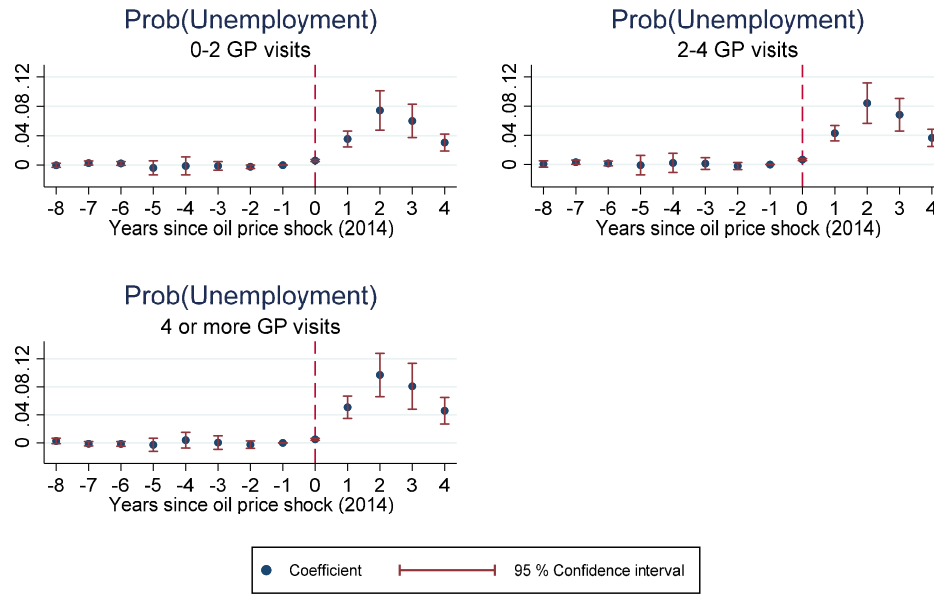 Prob(Unemployment)
0-2 GP visits
0 .04 .08 .12
-8 -7 -6 -5 -4 -3 -2 -1 0 1 2 3 4
Years since oil price shock (2014)
Prob(Unemployment)
2-4 GP visits
0 .04 .08 .12
-8 -7 -6 -5 -4 -3 -2 -1 0 1 2 3 4
Years since oil price shock (2014)
Prob(Unemployment)
4 or more GP visits
0 .04 .08 .12
-8 -7 -6 -5 -4 -3 -2 -1 0 1 2 3 4
Years since oil price shock (2014)
Coefficient 95 % Confidence interval